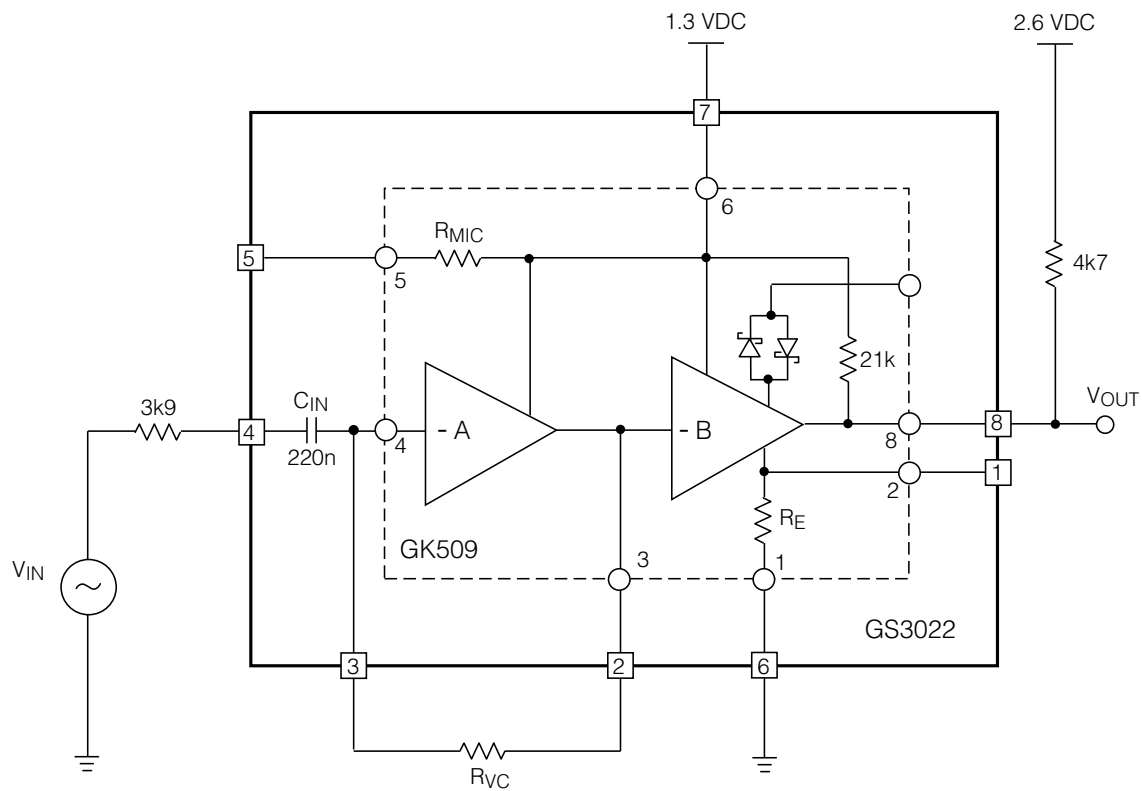 1.3 VDC
2.6 VDC
7
6
RMIC
5
5
4k7
21k
3k9
CIN
VOUT
4
220n
4
- A
- B
8
8
2
1
RE
GK509
VIN
3
1
GS3022
3
2
6
RVC